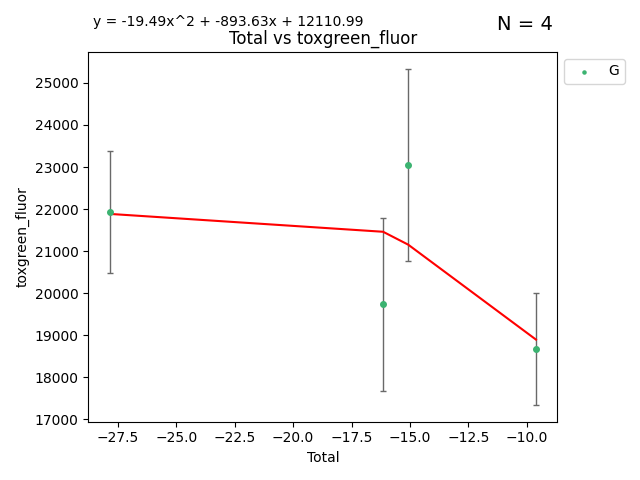 y = -19.49x^2 + -893.63x + 12110.99
N = 4
Total vs toxgreen_fluor
G
toxgreen_fluor
25000
24000
23000
22000
21000
20000
19000
18000
17000
−27.5 −25.0 −22.5 −20.0 −17.5 −15.0 −12.5 −10.0
Total